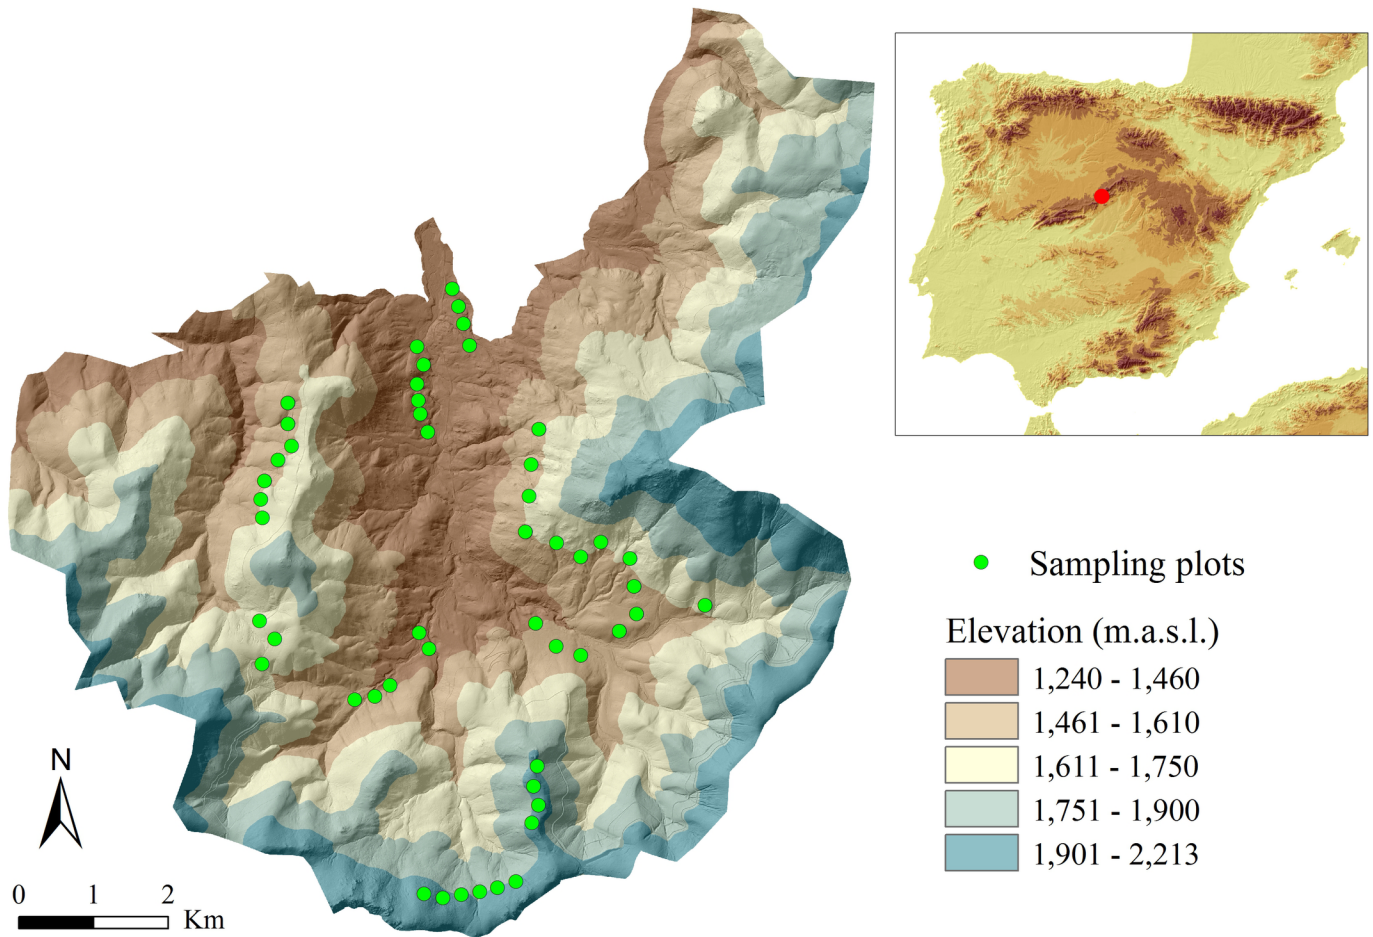 Sampling plots
Elevation (m.a.s.l.)
1,240 - 1,460
1,461 - 1,610
1,611 - 1,750
1,751 - 1,900
1,901 - 2,213
N
0 1 2
Km